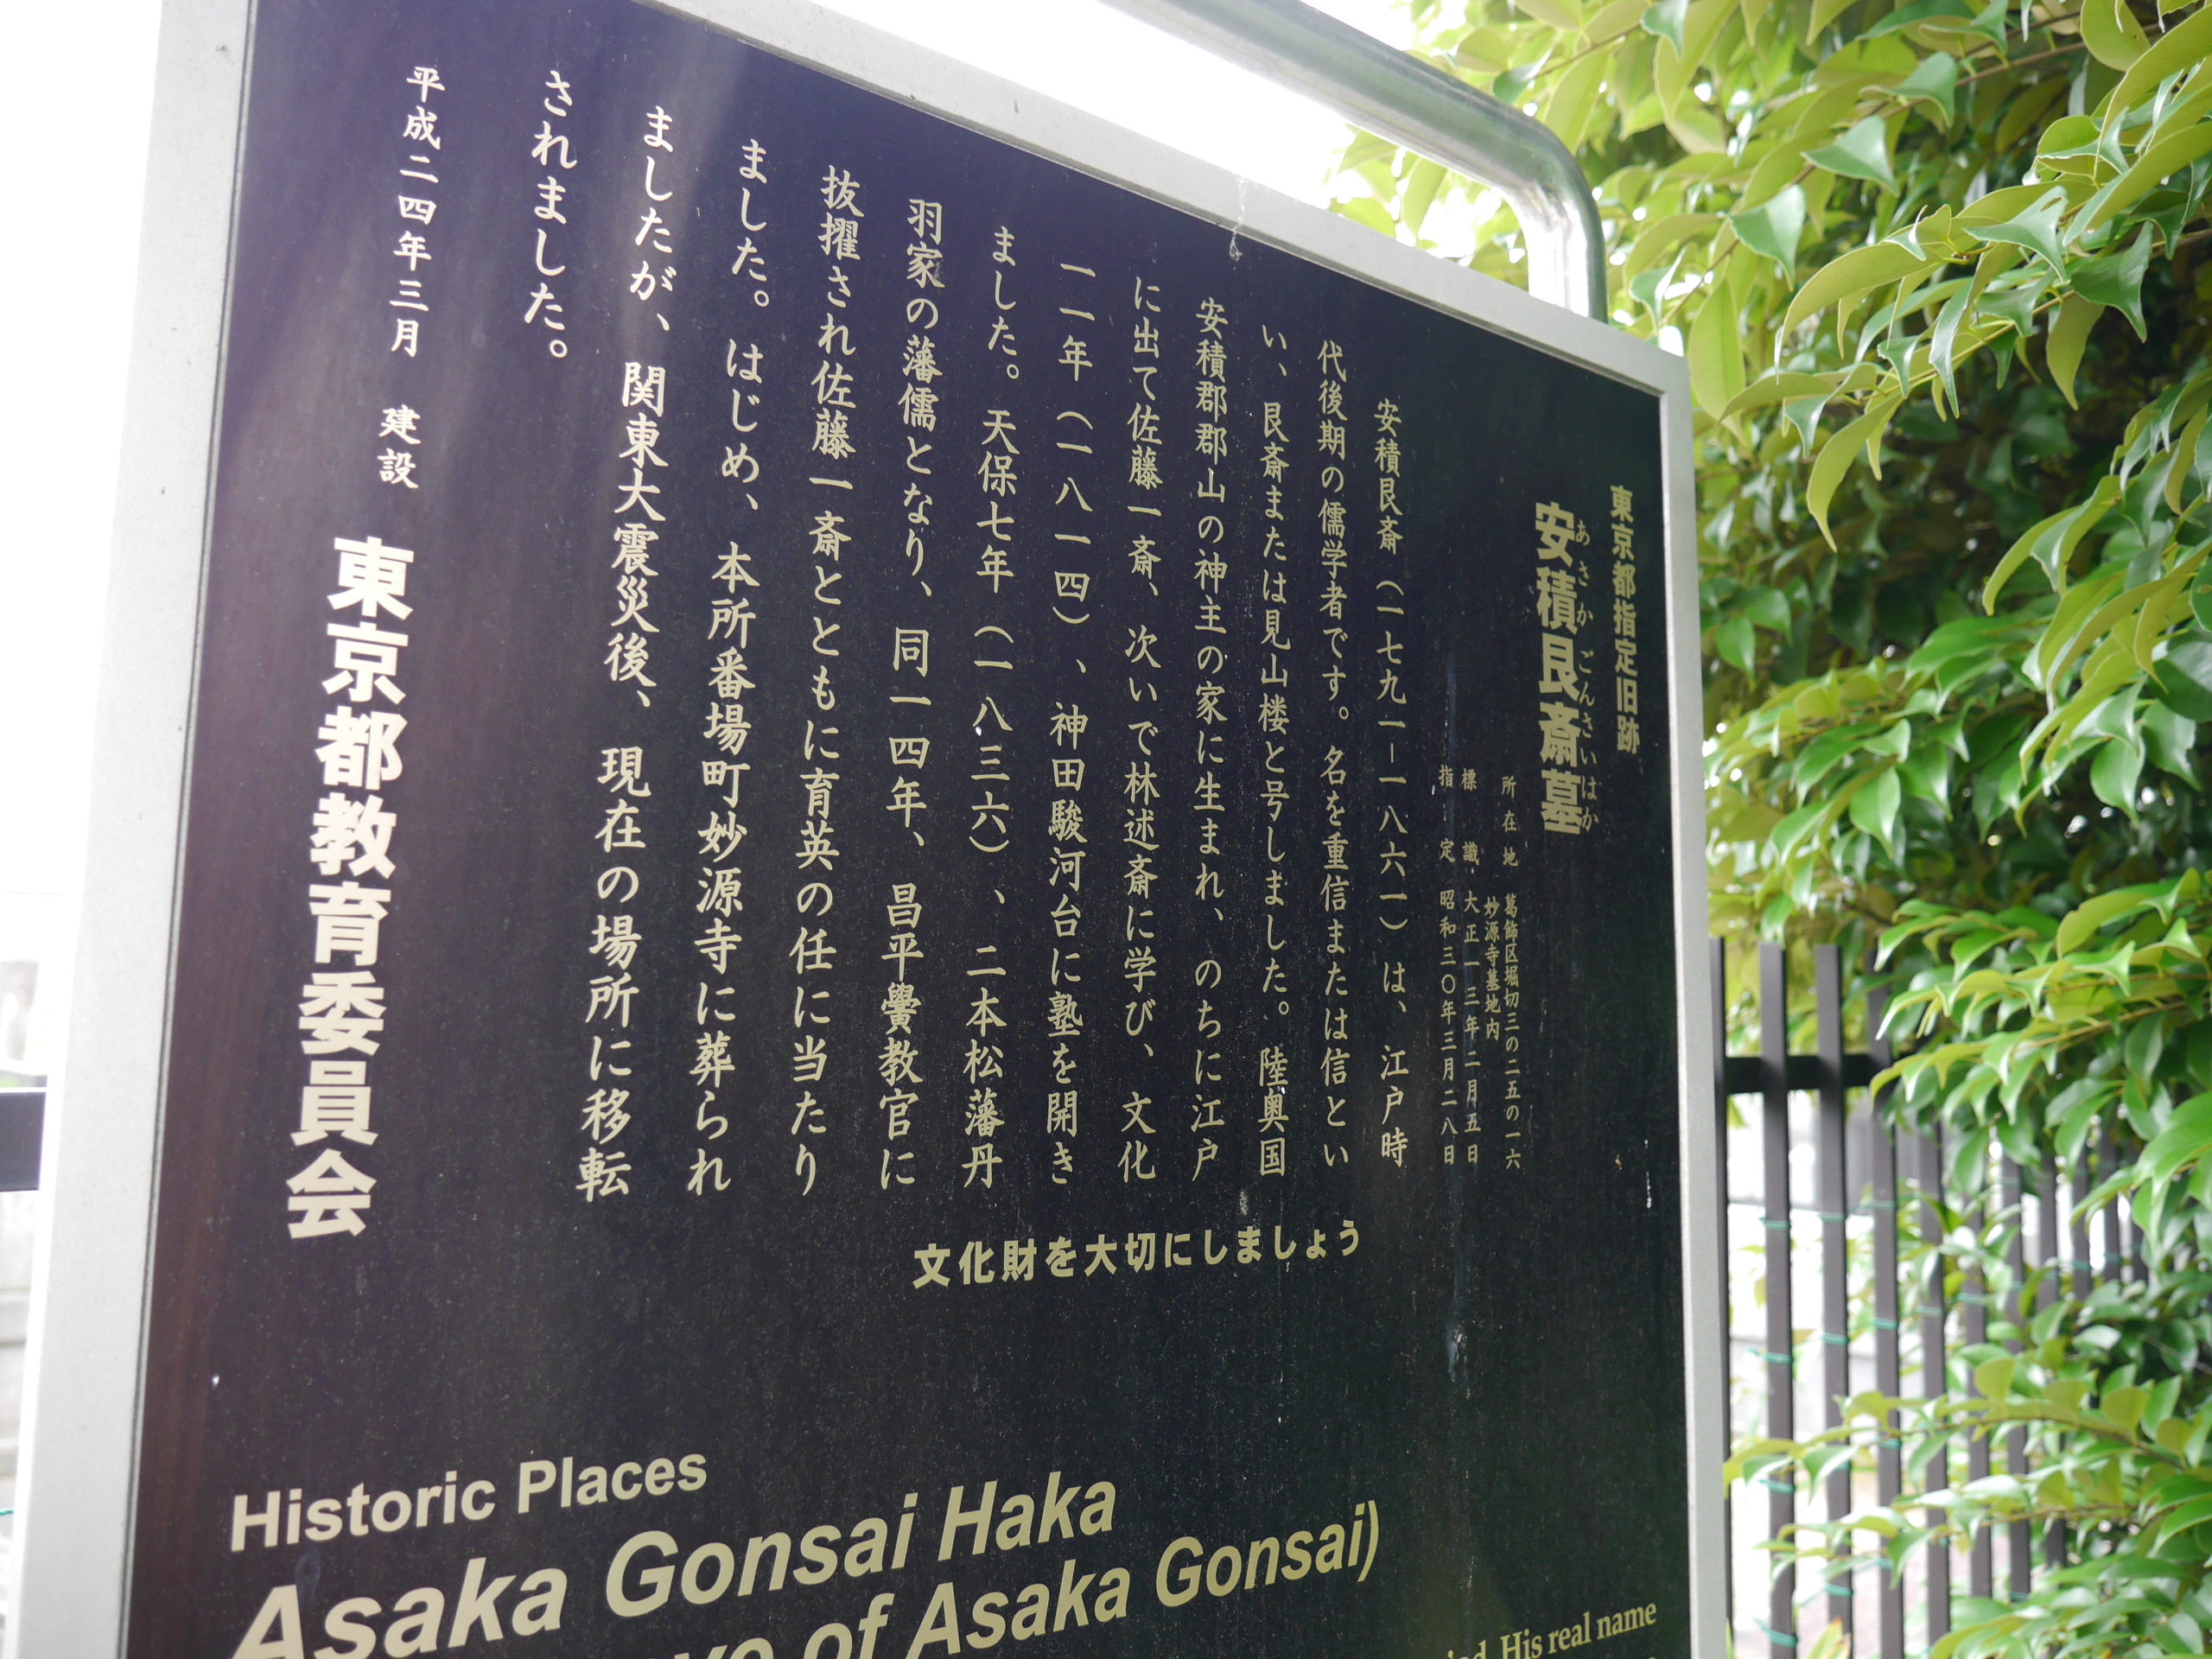 東京都指定旧跡
安積艮斎墓
あさかごんさいはか
所在地 葛飾区堀切三の二五の一六
妙源寺墓地内
標識 大正一三年二月五日
指定 昭和三〇年三月二八日
安積艮斎（一七九一－一八六一）は、江戸時
代後期の儒学者です。名を重信または信とい
い、艮斎または見山楼と号しました。陸奥国
安積郡郡山の神主の家に生まれ、のちに江戸
に出て佐藤一斎、次いで林述斎に学び、文化
一一年（一八一四）、神田駿河台に塾を開き
ました。天保七年（一八三六）、二本松藩丹
羽家の藩儒となり、同一四年、昌平黌教官に
抜擢され佐藤一斎とともに育英の任に当たり
ました。はじめ、本所番場町妙源寺に葬られ
ましたが、関東大震災後、現在の場所に移転
されました。
平成二四年三月 建設
東京都教育委員会
文化財を大切にしましょう
Historic Places
Asaka Gonsai Haka
of Asaka Gonsai)
His real name